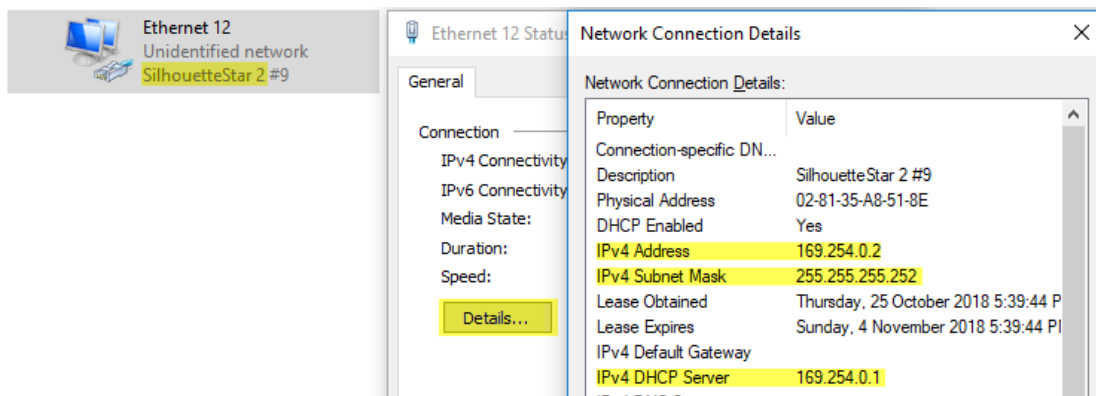 Ethernet 12
Unidentified network
SilhouetteStar 2 #9
Ethernet 12 Status
General
Connection
IPv4 Connectivity
IPv6 Connectivity
Media State:
Duration:
Speed:
Details...
Network Connection Details
Network Connection Details:
Property Value
Connection-specific DN...
Description SilhouetteStar 2 #9
Physical Address 02-81-35-A8-51-8E
DHCP Enabled Yes
IPv4 Address 169.254.0.2
IPv4 Subnet Mask 255.255.255.252
Lease Obtained Thursday, 25 October 2018 5:39:44 P
Lease Expires Sunday, 4 November 2018 5:39:44 P
IPv4 Default Gateway
IPv4 DHCP Server 169.254.0.1